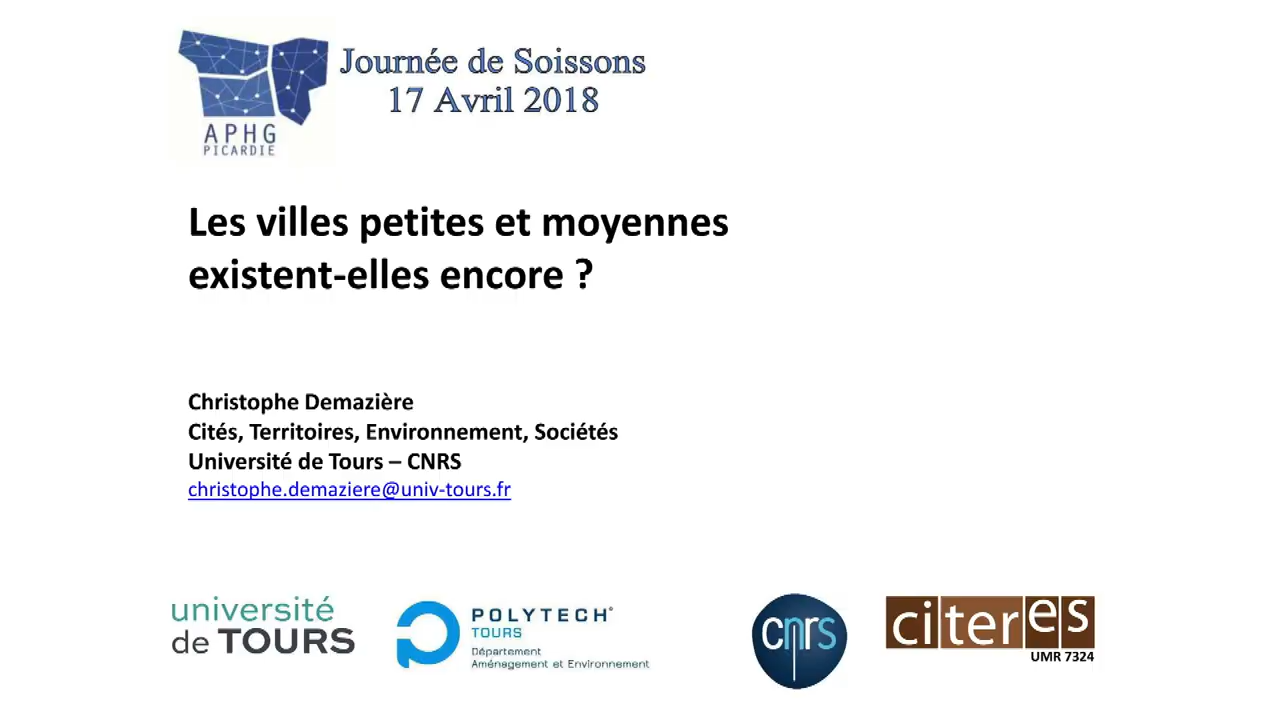 Journée de Soissons
17 Avril 2018
APHG
PICARDIE
Les villes petites et moyennes
existent-elles encore ?
Christophe Demazière
Cités, Territoires, Environnement, Sociétés
Université de Tours – CNRS
christophe.demaziere@univ-tours.fr
université
de TOURS
POLYTECH®
TOURS
Département
Aménagement et Environnement
cnrs
citeres
UMR 7324